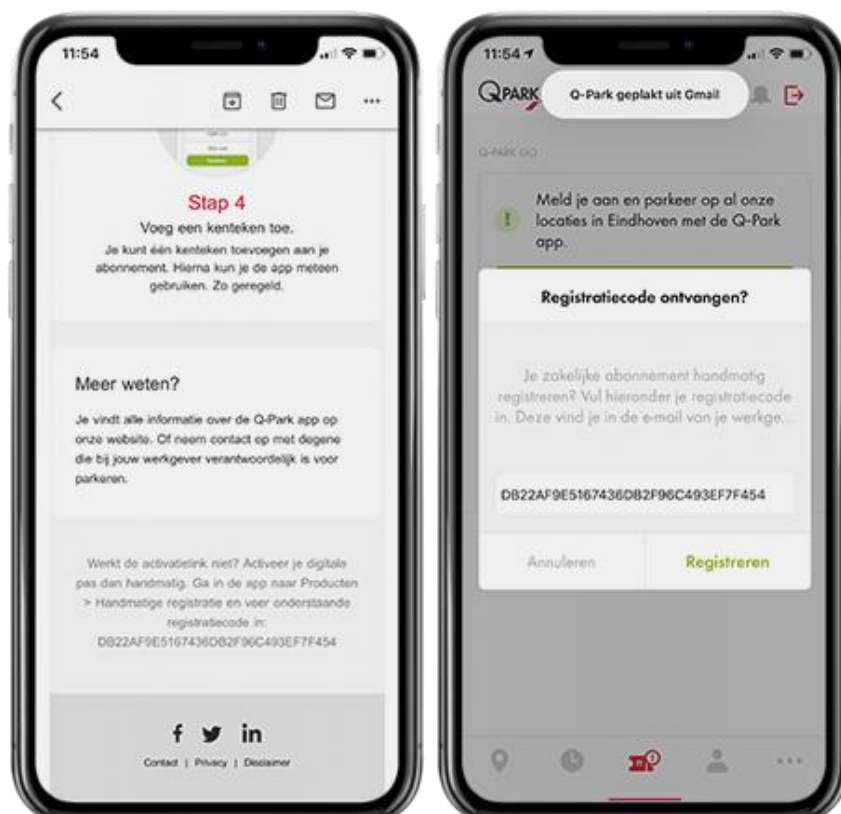 11:54
Stap 4
Voeg een kenteken toe.
Je kunt één kenteken toevoegen aan je
abonnement. Hierna kun je de app meteen
gebruiken. Zo geregeld.
Meer weten?
Je vindt alle informatie over de Q-Park app op
onze website. Of neem contact op met degene
die bij jouw werkgever verantwoordelijk is voor
parkeren.
Werkt de activatielink niet? Activeer je digitale
pas dan handmatig. Ga in de app naar Producten
> Handmatige registratie en voer onderstaande
registratiecode in:
DB22AF9E5167436DB2F96C493EF7F454
Contact | Privacy | Disclaimer
11:54
QPARK
Q-Park geplakt uit Gmail
Q-PARK GO
Meld je aan en parkeer op al onze
locaties in Eindhoven met de Q-Park
app.
Registratiecode ontvangen?
Je zakelijke abonnement handmatig
registreren? Vul hieronder je registratiecode
in. Deze vind je in de e-mail van je werkge...
DB22AF9E5167436DB2F96C493EF7F454
Annuleren Registreren